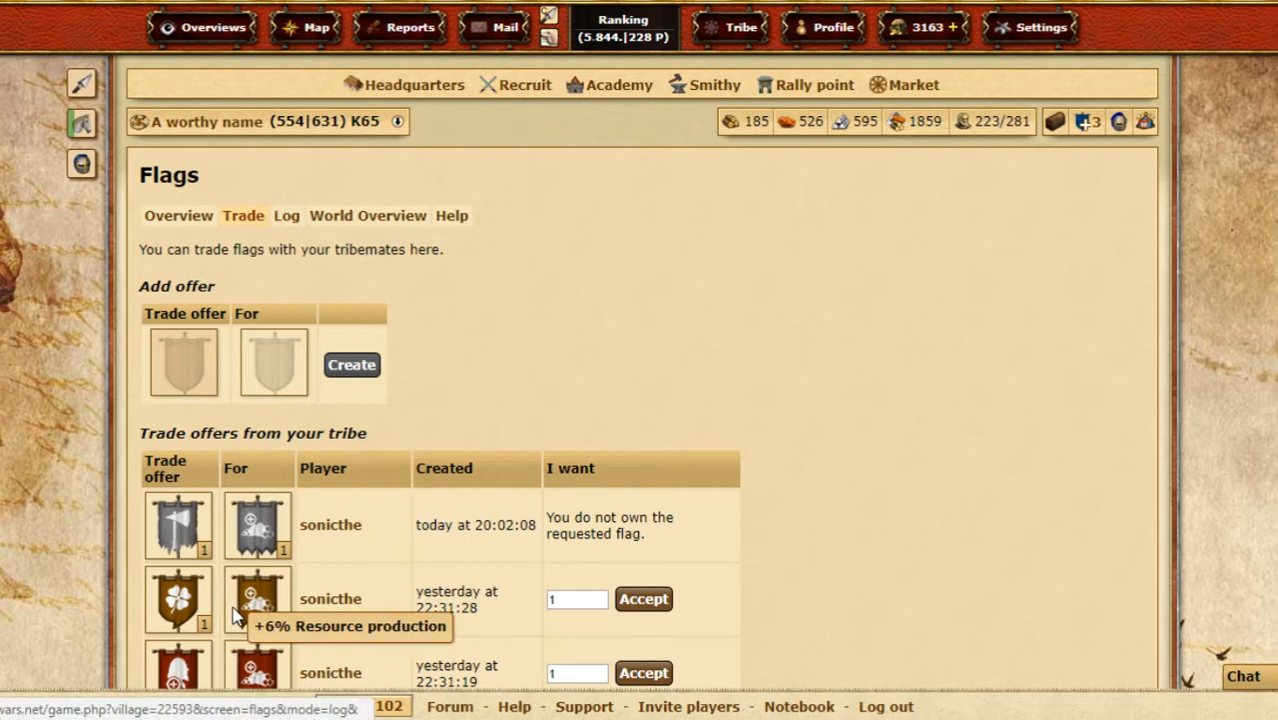 Overviews Map Reports Mail Ranking (5.844.|228 P) Tribe Profile 3163 + Settings
Headquarters Recruit Academy Smithy Rally point Market
A worthy name (554|631) K65 185 526 595 1859 223/281 3
Flags
Overview Trade Log World Overview Help
You can trade flags with your tribemates here.
Add offer
Trade offer For
Create
Trade offers from your tribe
Trade offer For Player Created I want
1 1 sonicthe today at 20:02:08 You do not own the requested flag.
1 sonicthe yesterday at 22:31:28 1 Accept
+6% Resource production
sonicthe yesterday at 22:31:19 1 Accept
Chat
wars.net/game.php?village=22593&screen=flags&mode=log& 102 Forum - Help - Support - Invite players - Notebook - Log out